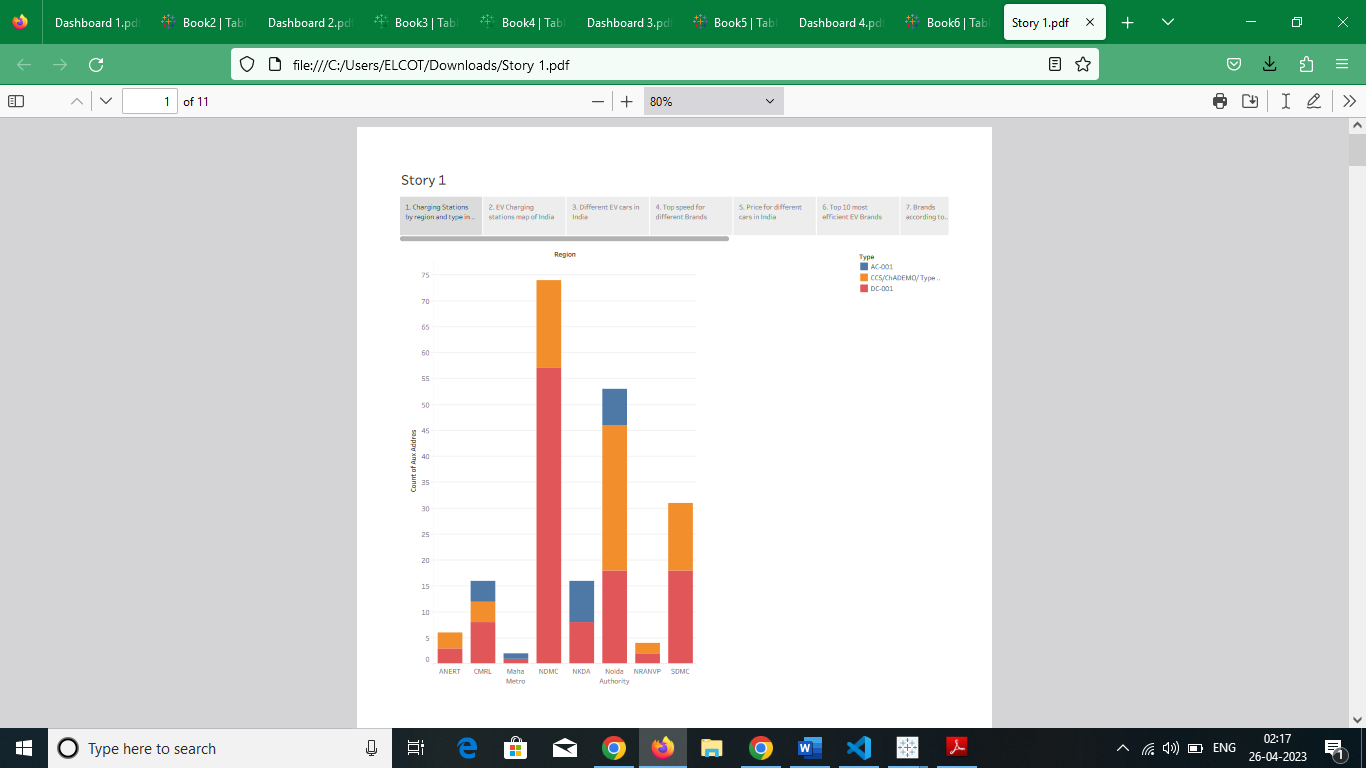 Dashboard 1.pdf
Book2 | Tabl
Dashboard 2.pdf
Book3 | Tabl
Book4 | Tabl
Dashboard 3.pdf
Book5 | Tabl
Dashboard 4.pdf
Book6 | Tabl
Story 1.pdf
file:///C:/Users/ELCOT/Downloads/Story 1.pdf
1 of 11
80%
Story 1
1. Charging Stations
by region and type in...
2. EV Charging
stations map of India
3. Different EV cars in
India
4. Top speed for
different Brands
5. Price for different
cars in India
6. Top 10 most
efficient EV Brands
7. Brands
according to..
Region
Type
AC-001
CCS/ChAdeMO/ Type...
DC-001
Count of Aux Addres
75
70
65
60
55
50
45
40
35
30
25
20
15
10
5
0
ANERT
CMRL
Maha
Metro
NDMC
NKDA
Noida
Authority
NRANVP
SDMC
Type here to search
ENG
02:17
26-04-2023
1